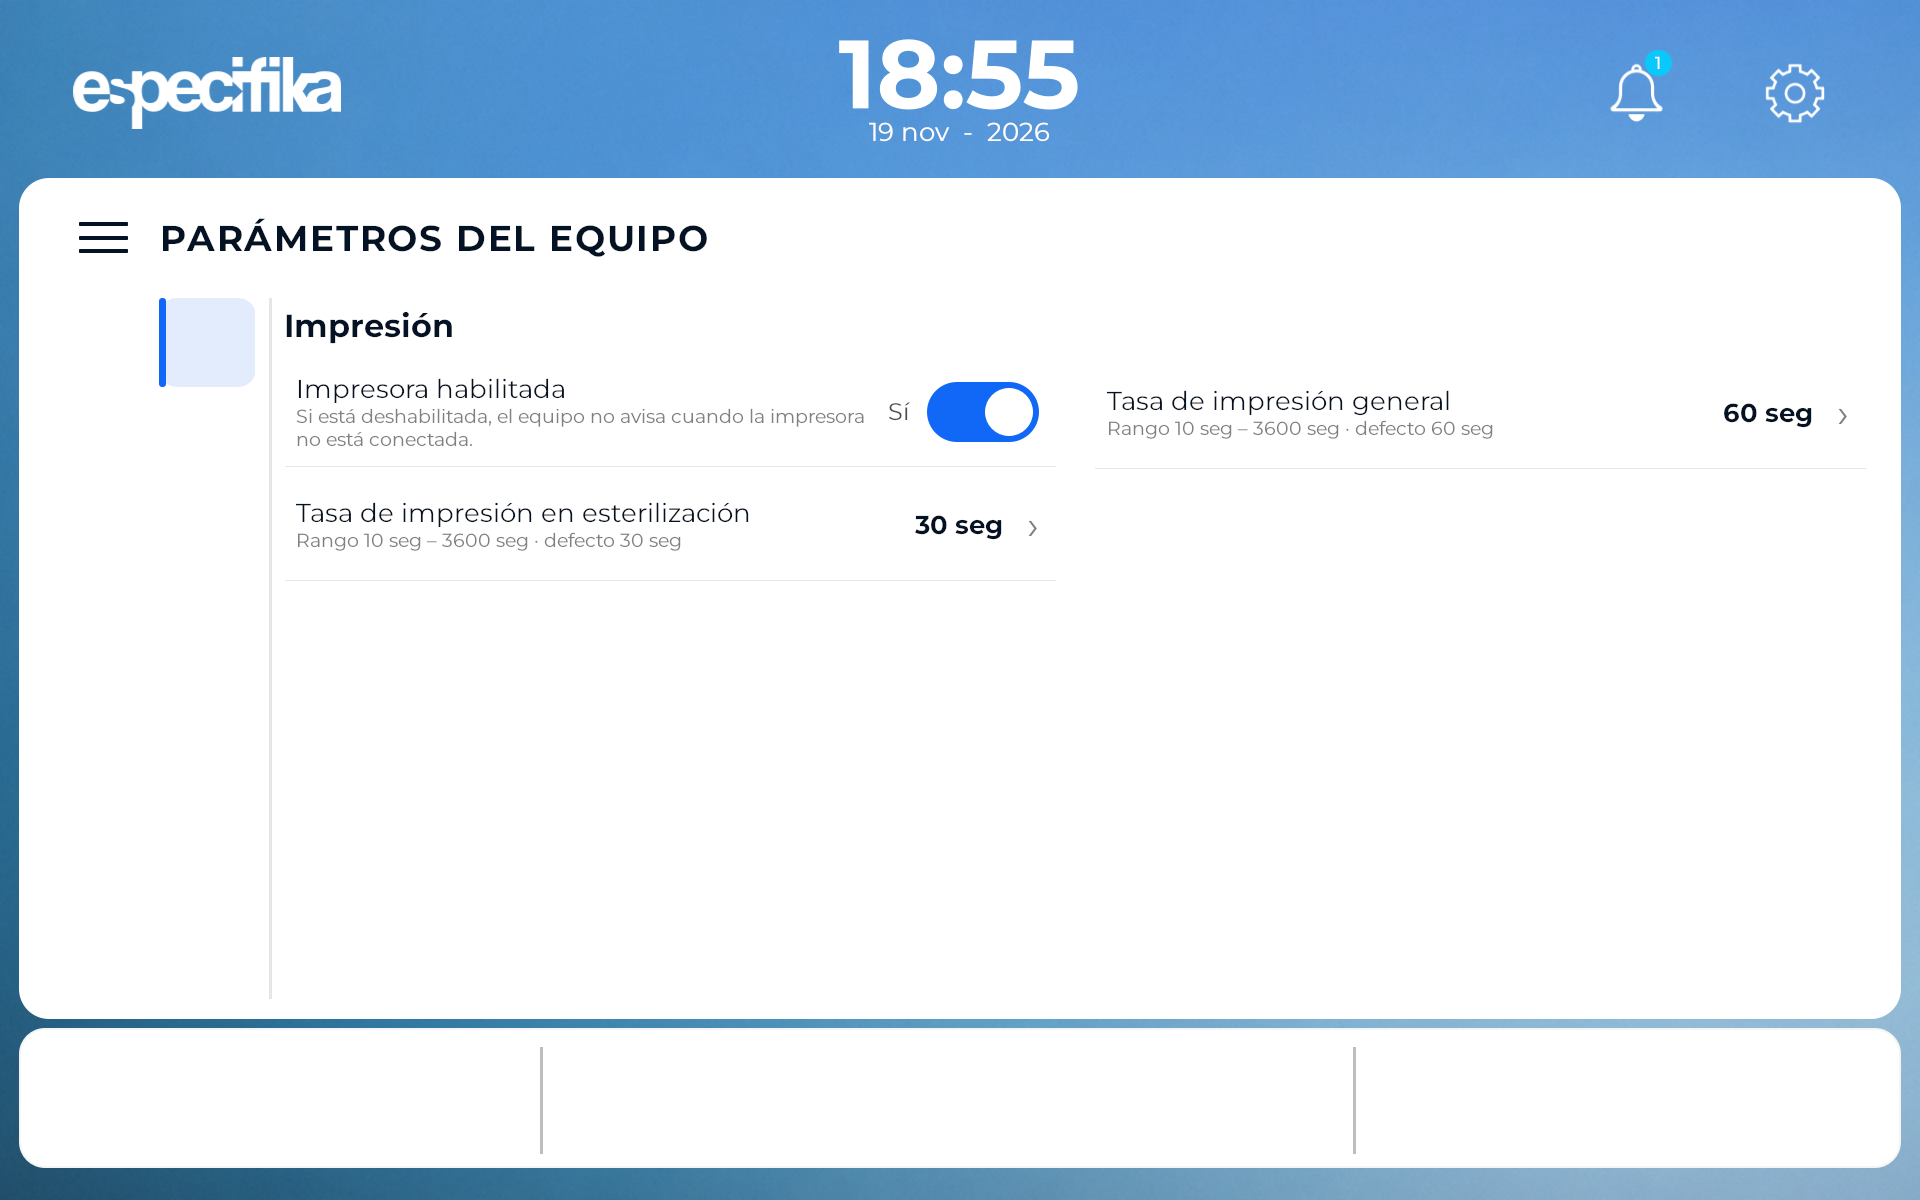 especifika
18:55
19 nov - 2026
1
PARÁMETROS DEL EQUIPO
Impresión
Impresora habilitada
Si está deshabilitada, el equipo no avisa cuando la impresora
no está conectada.
Sí
Tasa de impresión general
Rango 10 seg – 3600 seg · defecto 60 seg
60 seg ›
Tasa de impresión en esterilización
Rango 10 seg – 3600 seg · defecto 30 seg
30 seg ›